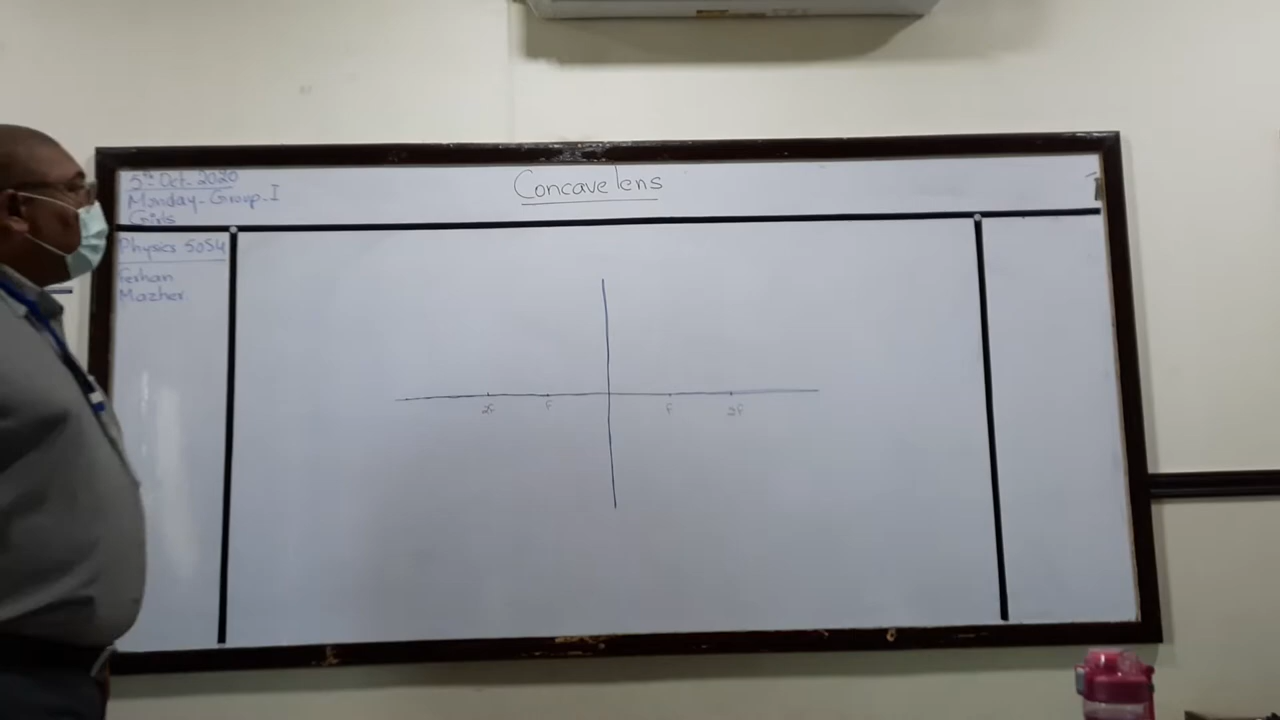 5th Oct. 2020
Monday-Group-I
Girls
Concave lens
Physics 5054
Ferhan
Mazher.
2F F F 2F